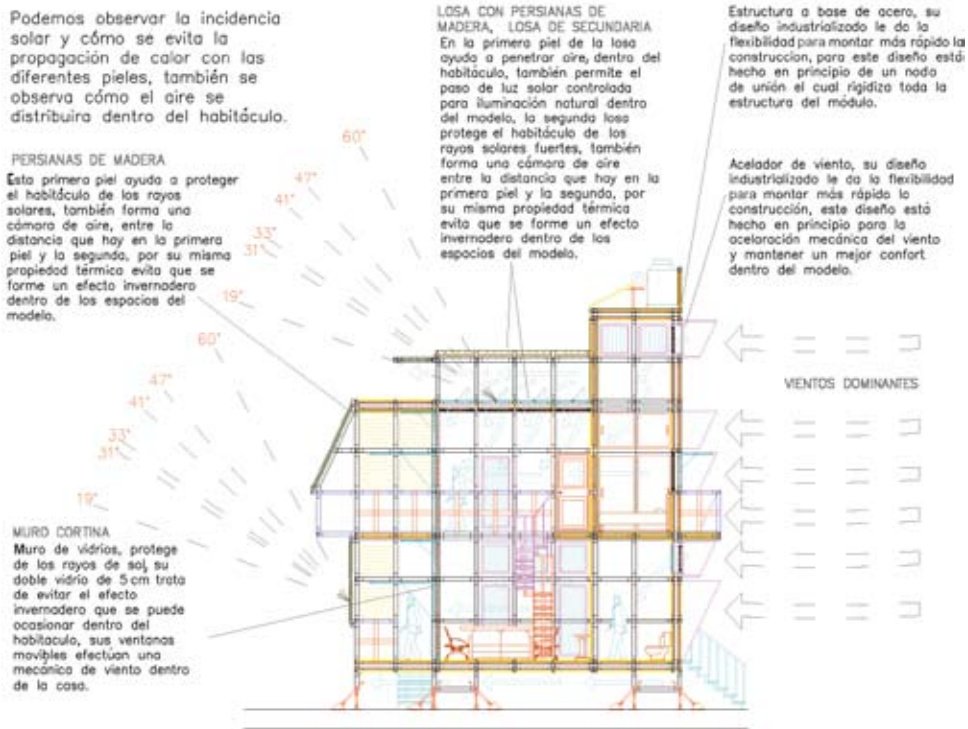 Podemos observar la incidencia
solar y cómo se evita la
propagación de calor con las
diferentes pieles, también se
observa cómo el aire se
distribuira dentro del habitáculo.
PERSIANAS DE MADERA
Esta primera piel ayuda a proteger
el habitáculo de los rayos
solares, también forma una
cámara de aire, entre la
distancia que hay en la primera
piel y la segunda, por su misma
propiedad térmica evita que se
forme un efecto invernadero
dentro de los espacios del
modelo.
LOSA CON PERSIANAS DE
MADERA, LOSA DE SECUNDARIA
En la primera piel de la losa
ayuda a penetrar aire, dentro del
habitáculo, también permite el
paso de luz solar controlada
para iluminación natural dentro
del modelo, la segunda losa
protege el habitáculo de los
rayos solares fuertes, también
forma una cámara de aire
entre la distancia que hay en la
primera piel y la segunda, por
su misma propiedad térmica
evita que se forme un efecto
invernadero dentro de los
espacios del modelo.
Estructura a base de acero, su
diseño industrializado le da la
flexibilidad para montar más rápido la
construccion, para este diseño está
hecho en principio de un nodo
de unión el cual rigidiza toda la
estructura del módulo.
Acelador de viento, su diseño
industrializado le da la flexibilidad
para montar más rápido la
construcción, este diseño está
hecho en principio para la
aceloración mecánica del viento
y mantener un mejor confort
dentro del modelo.
60°
47°
41°
33°
31°
19°
60°
47°
41°
33°
31°
19°
VIENTOS DOMINANTES
MURO CORTINA
Muro de vidrios, protege
de los rayos de sol, su
doble vidrio de 5 cm trata
de evitar el efecto
invernadero que se puede
ocasionar dentro del
habitaculo, sus ventanas
movibles efectúan una
mecánica de viento dentro
de la casa.